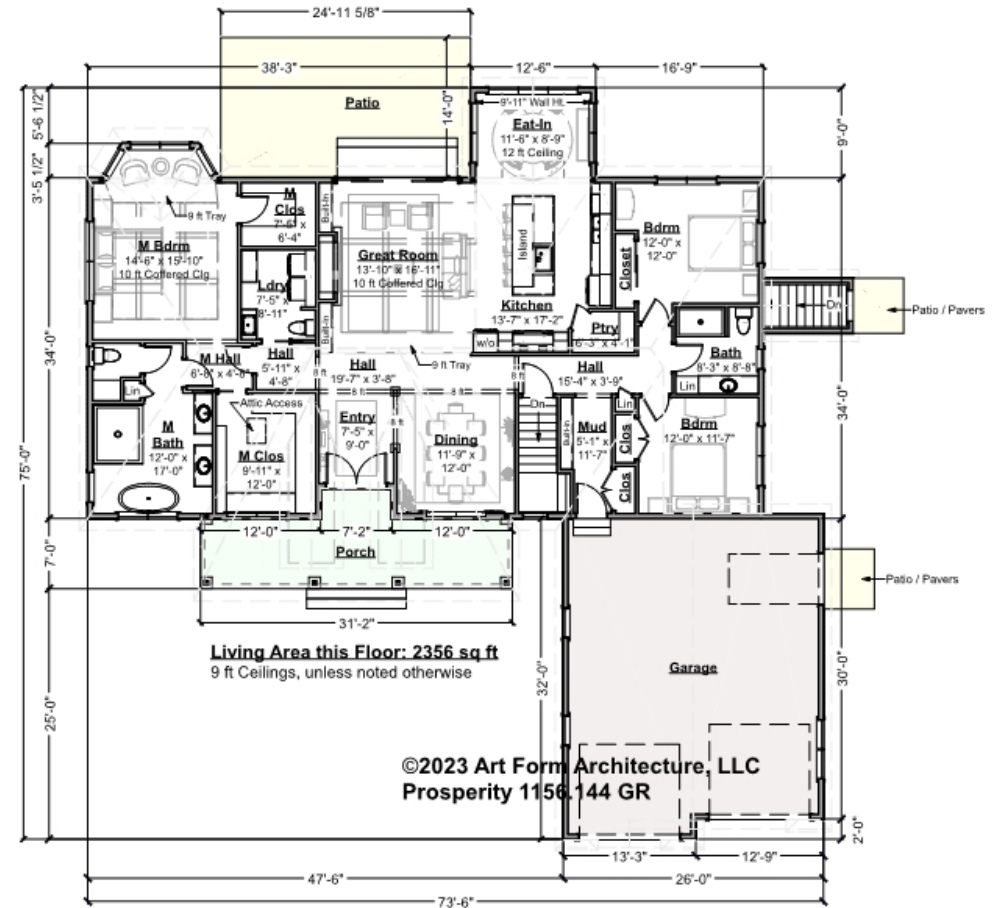 24'-11 5/8"
38'-3"
12'-6"
16'-9"
5'-6 1/2"
3'-5 1/2"
34'-0"
75'-0"
7'-0"
25'-0"
Patio
14'-0"
9'-11" Wall Ht.
Eat-In
11'-6" x 8'-9"
12 ft Ceiling
9'-0"
9 ft Tray
M Bdrm
14'-6" x 15'-10"
10 ft Coffered Clg
M
Clos
7'-5" x
6'-4"
Built-In
Great Room
13'-10" x 16'-11"
10 ft Coffered Clg
Island
Kitchen
13'-7" x 17'-2"
Closet
Bdrm
12'-0" x
12'-0"
Dn
Patio / Pavers
Ldry
7'-5" x
8'-11"
Built-In
w/o
Ptry
6'-3" x 4'-1"
Bath
8'-3" x 8'-8"
Lin
M Hall
6'-8" x 4'-8"
Hall
5'-11" x
4'-8"
8 ft
Hall
19'-7" x 3'-8"
9 ft Tray
8 ft
Hall
15'-4" x 3'-9"
34'-0"
Lin
Attic Access
8 ft
8 ft
8 ft
Dn
Lin
M
Bath
12'-0" x
17'-0"
M Clos
9'-11" x
12'-0"
Entry
7'-5" x
9'-0"
Dining
11'-9" x
12'-0"
Built-In
Mud
5'-1" x
11'-7"
Clos
Clos
Bdrm
12'-0" x 11'-7"
12'-0"
7'-2"
12'-0"
Porch
31'-2"
Patio / Pavers
Living Area this Floor: 2356 sq ft
9 ft Ceilings, unless noted otherwise
32'-0"
Garage
30'-0"
©2023 Art Form Architecture, LLC
Prosperity 1156.144 GR
2'-0"
13'-3"
12'-9"
47'-6"
26'-0"
73'-6"